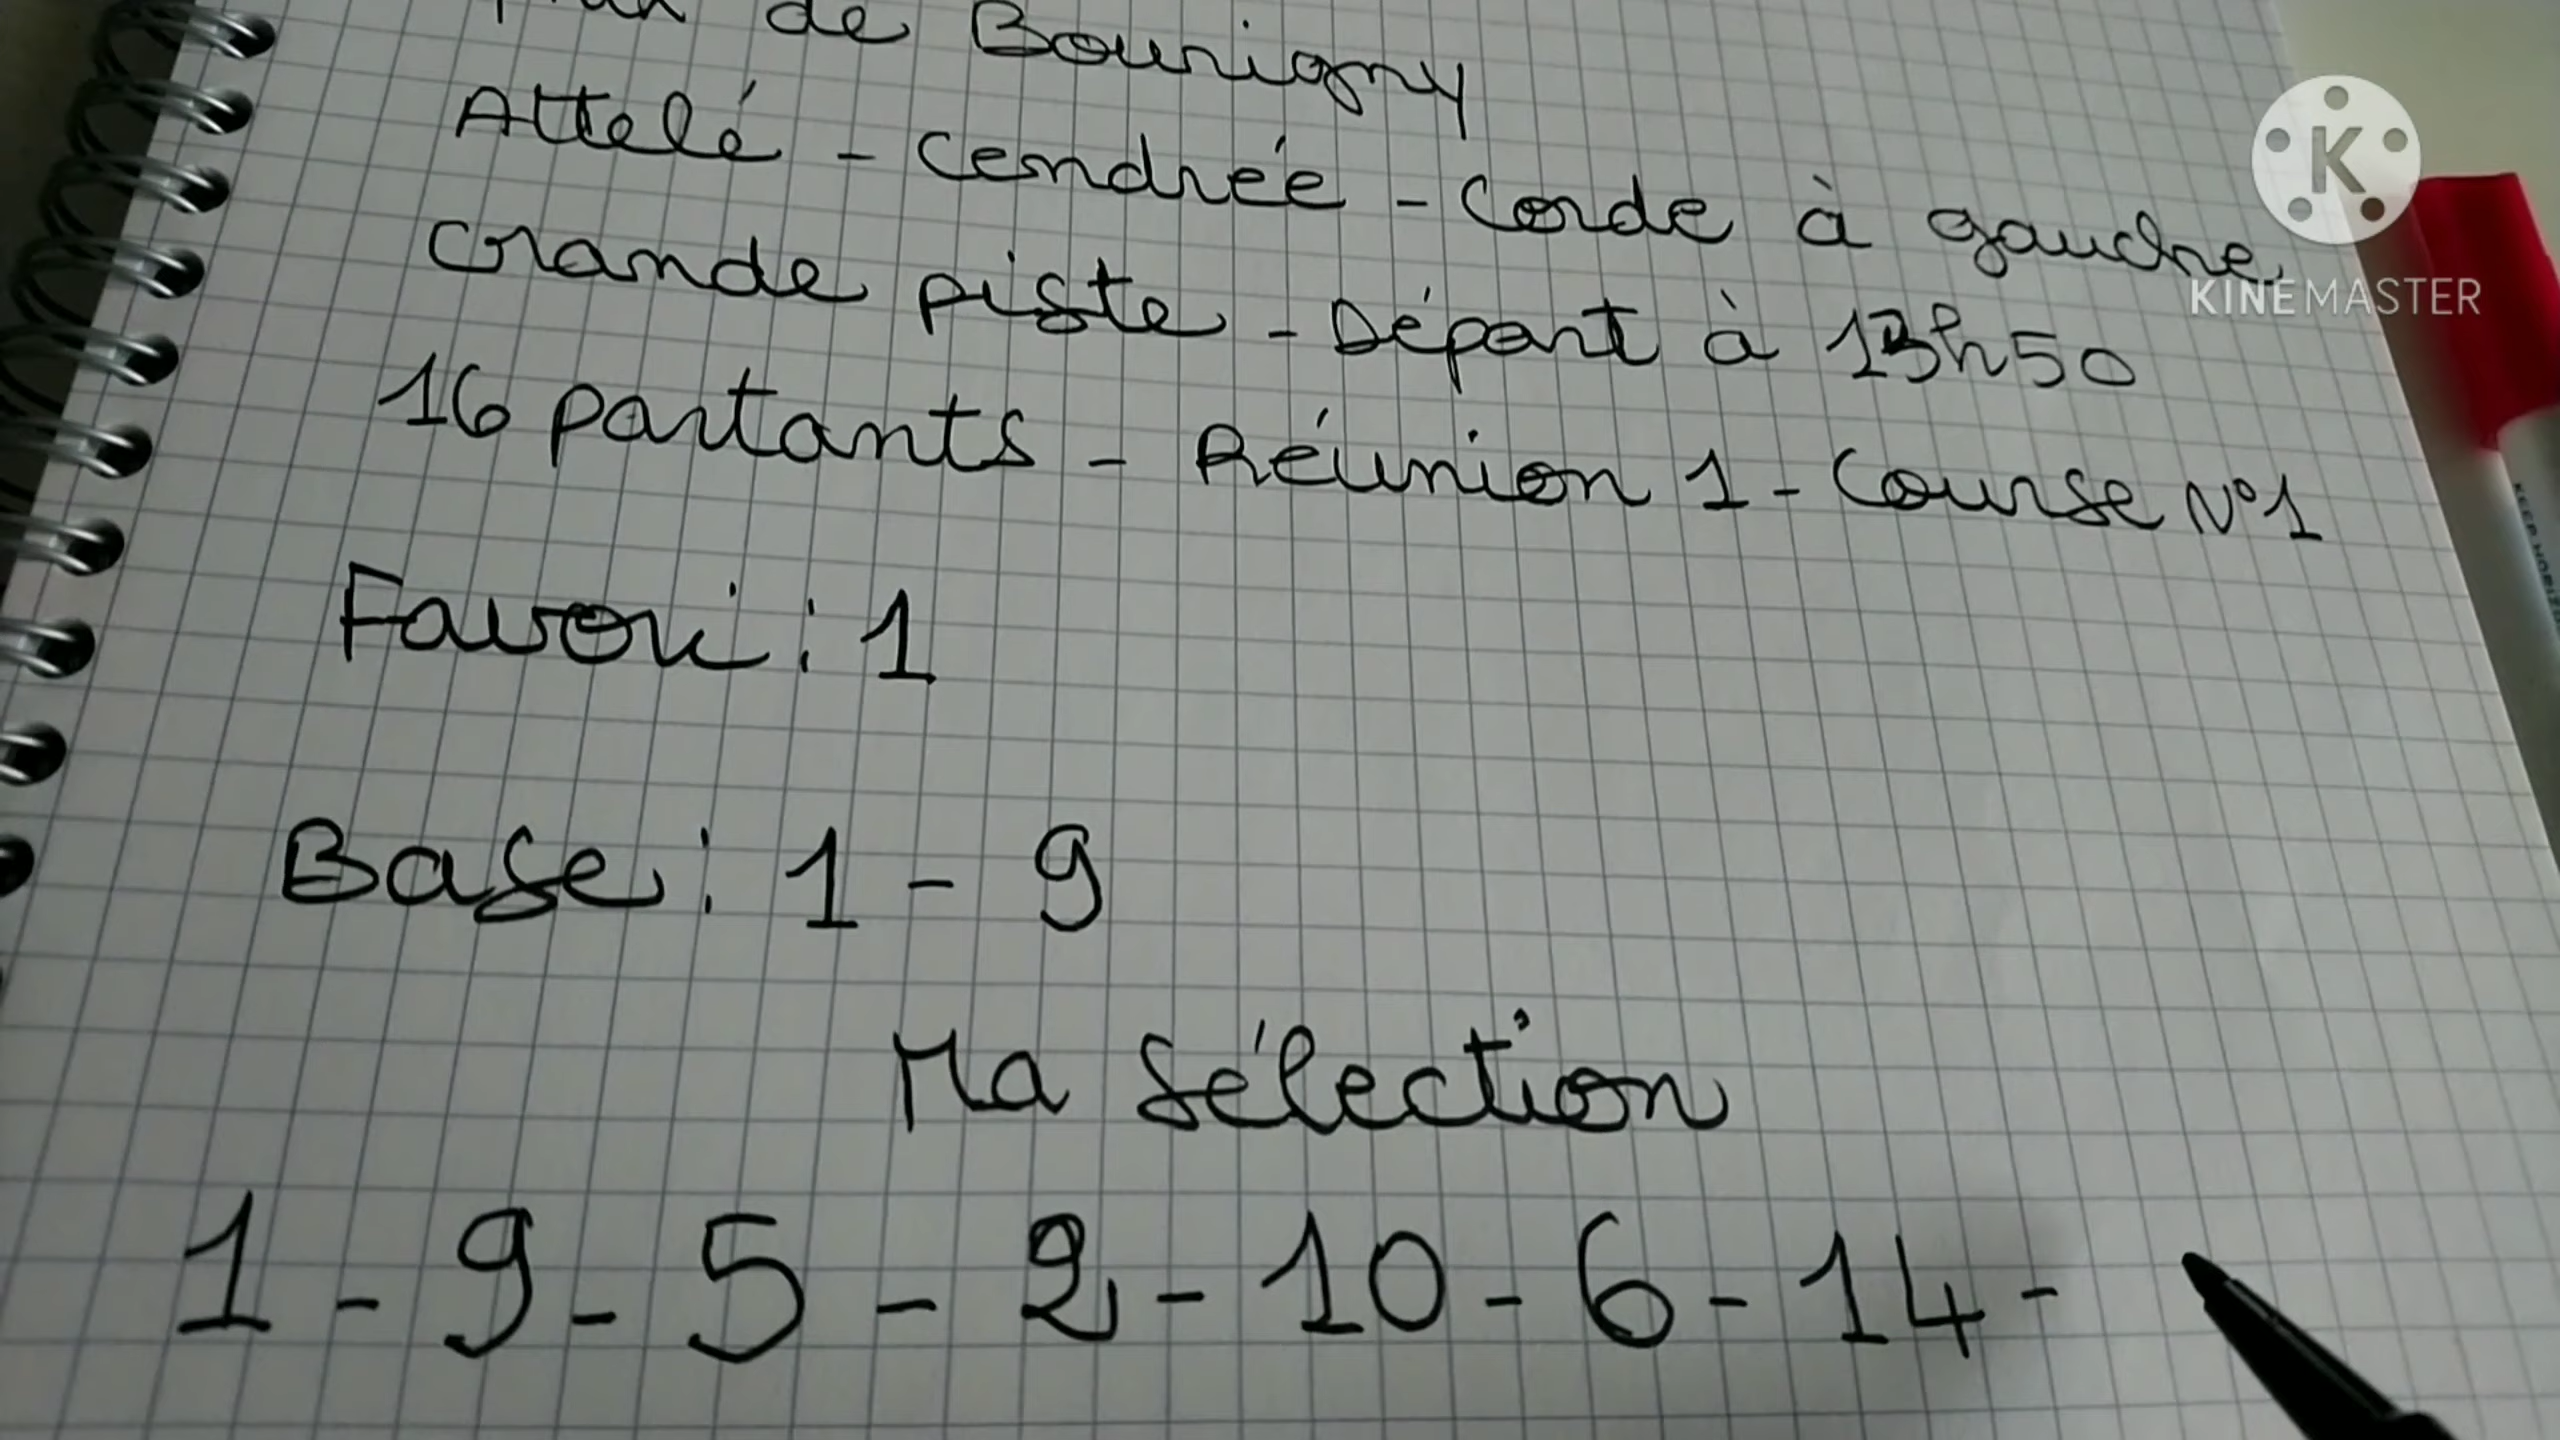 de Bourigny
Attelé - Cendrée - Corde à gauche
Grande piste - Départ à 13h50
16 partants - Réunion 1 - Course N°1
Favori : 1
Base : 1 - 9
Ma Sélection
1 - 9 - 5 - 2 - 10 - 6 - 14 -
K
KINEMASTER